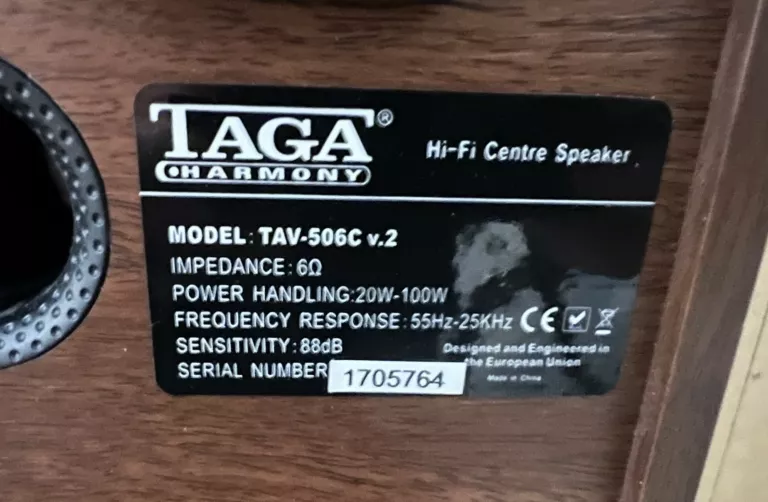 TAGA®
HARMONY
Hi-Fi Centre Speaker
MODEL: TAV-506C v.2
IMPEDANCE: 6Ω
POWER HANDLING:20W-100W
FREQUENCY RESPONSE: 55Hz-25KHz CE
SENSITIVITY: 88dB
SERIAL NUMBER 1705764
Designed and Engineered in
the European Union
Made in China